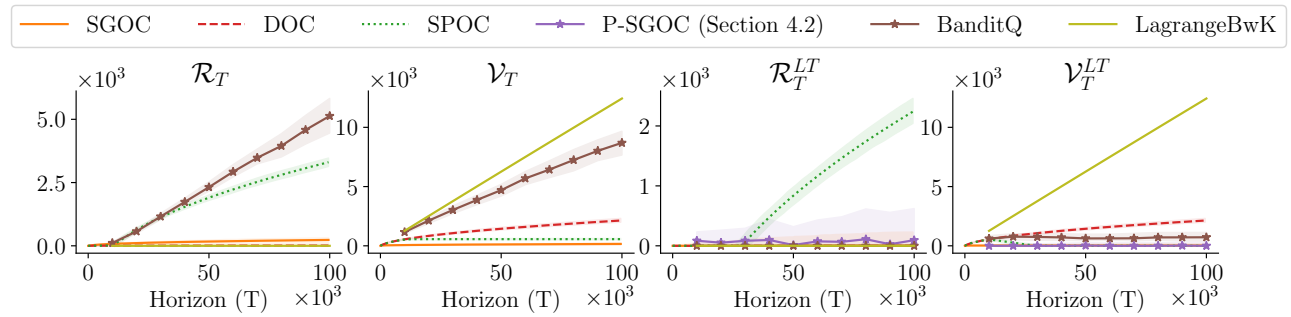 SGOC DOC SPOC P-SGOC (Section 4.2) BanditQ LagrangeBwK
×10³ R_T ×10³ V_T ×10³ R_T^{LT} ×10³ V_T^{LT}
5.0
2.5
0.0
0 50 100
Horizon (T) ×10³
10
5
0
0 50 100
Horizon (T) ×10³
2
1
0
0 50 100
Horizon (T) ×10³
10
5
0
0 50 100
Horizon (T) ×10³